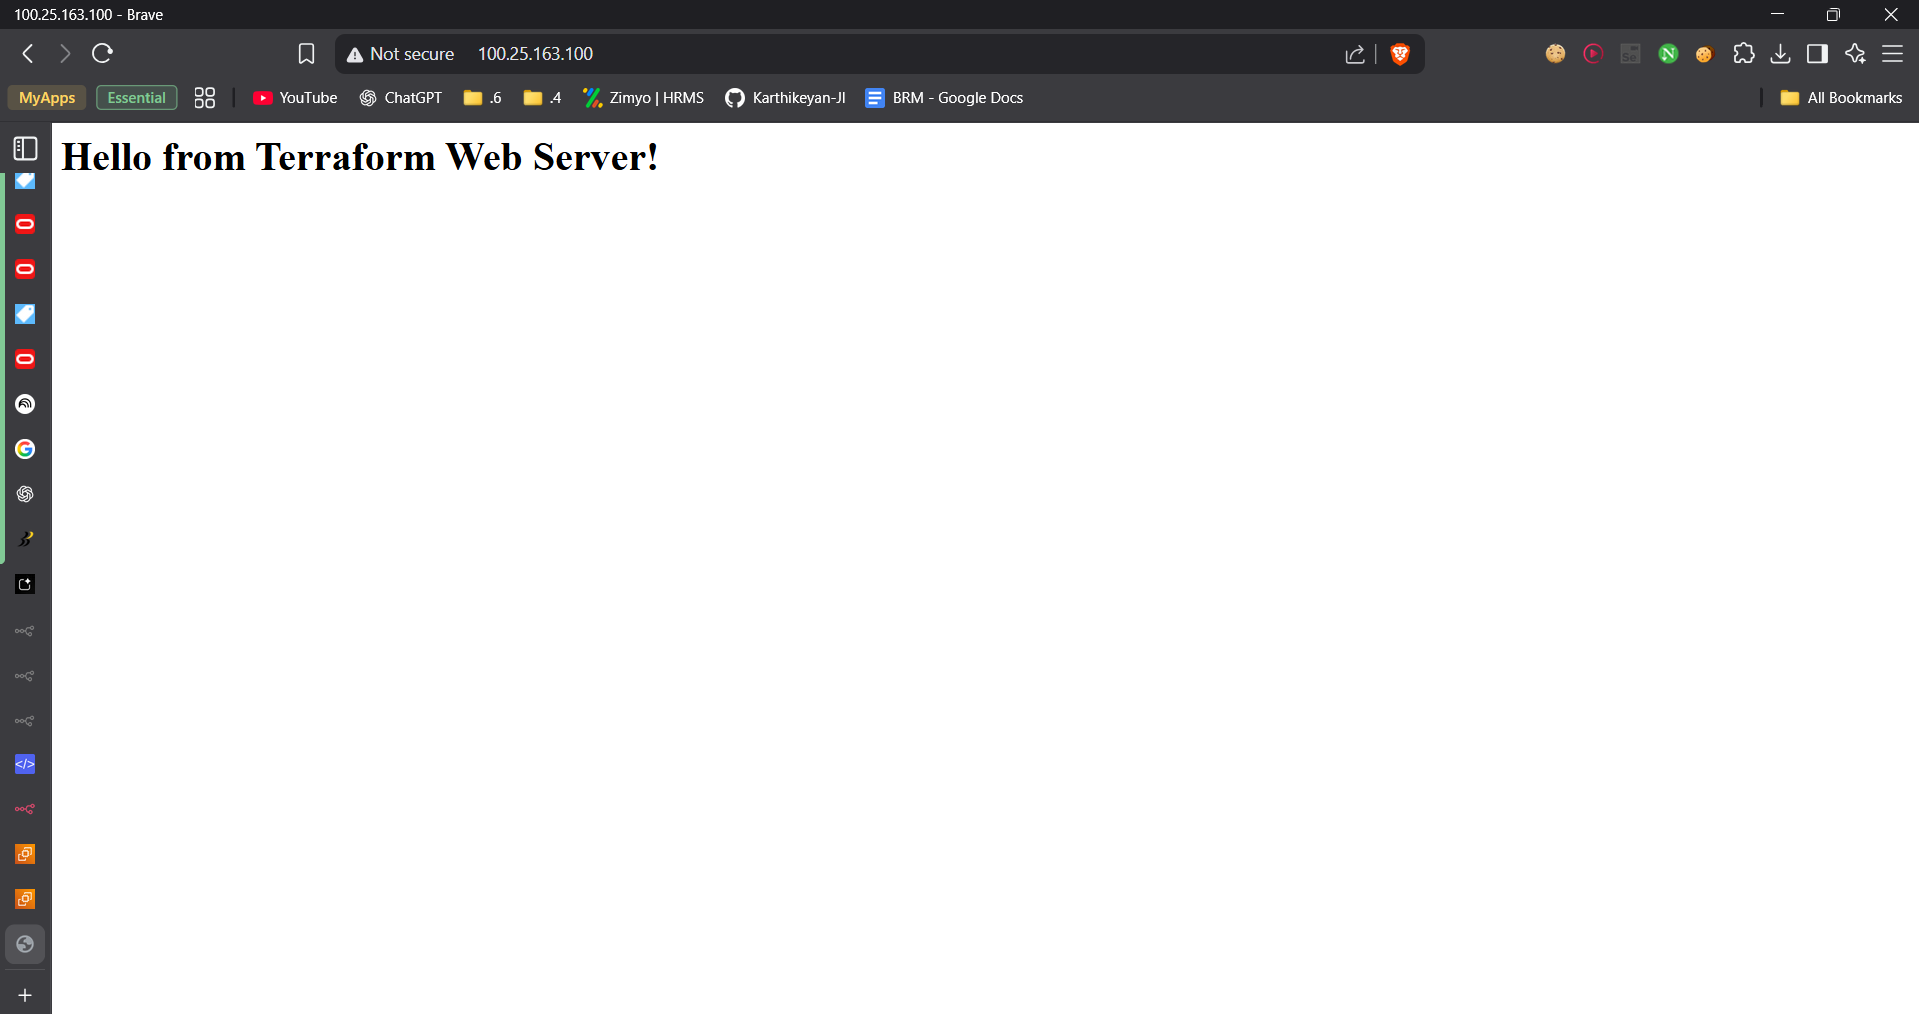 100.25.163.100 - Brave
Not secure 100.25.163.100
MyApps Essential YouTube ChatGPT .6 .4 Zimyo | HRMS Karthikeyan-JI BRM - Google Docs All Bookmarks
Hello from Terraform Web Server!